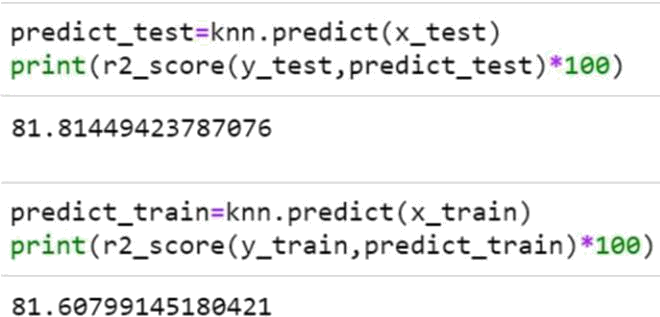 predict_test=knn.predict(x_test)
print(r2_score(y_test,predict_test)*100)
81.81449423787076
predict_train=knn.predict(x_train)
print(r2_score(y_train,predict_train)*100)
81.60799145180421